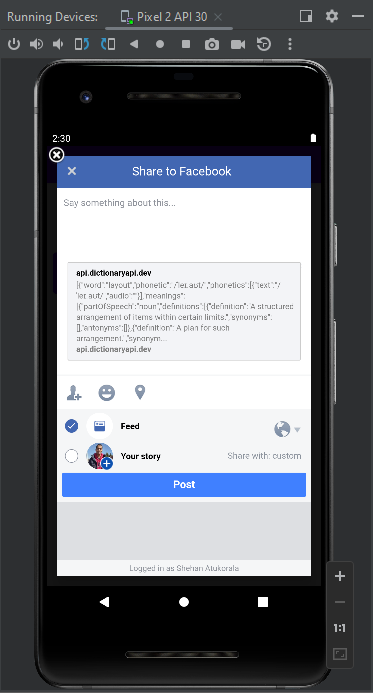 Running Devices:
Pixel 2 API 30
2:30
Share to Facebook
Say something about this...
api.dictionaryapi.dev
[{"word":"layout","phonetic":"/ˈleɪ.aʊt/","phonetics":[{"text":"/
ˈleɪ.aʊt/","audio":""}],"meanings":
[{"partOfSpeech":"noun","definitions":[{"definition":"A structured
arrangement of items within certain limits.","synonyms":
[],"antonyms":[]},{"definition":"A plan for such
arrangement.","synonym...
api.dictionaryapi.dev
Feed
Your story
Share with: custom
Post
Logged in as Shehan Atukorala
1:1